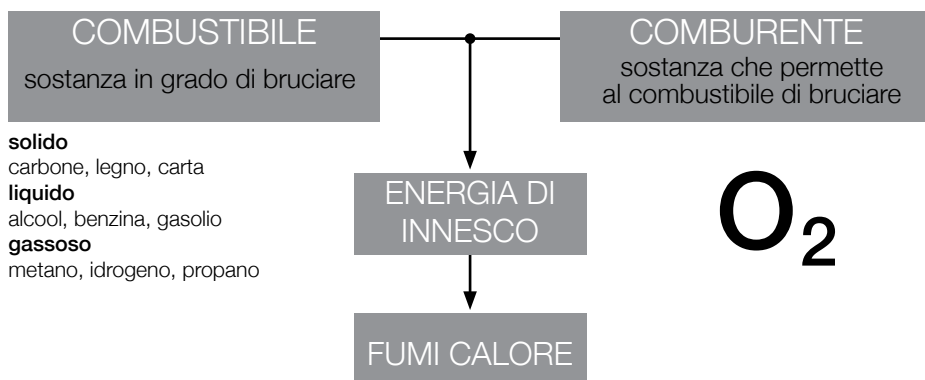 COMBUSTIBILE
sostanza in grado di bruciare
COMBURENTE
sostanza che permette
al combustibile di bruciare
solido
carbone, legno, carta
liquido
alcool, benzina, gasolio
gassoso
metano, idrogeno, propano
ENERGIA DI
INNESCO
O₂
FUMI CALORE